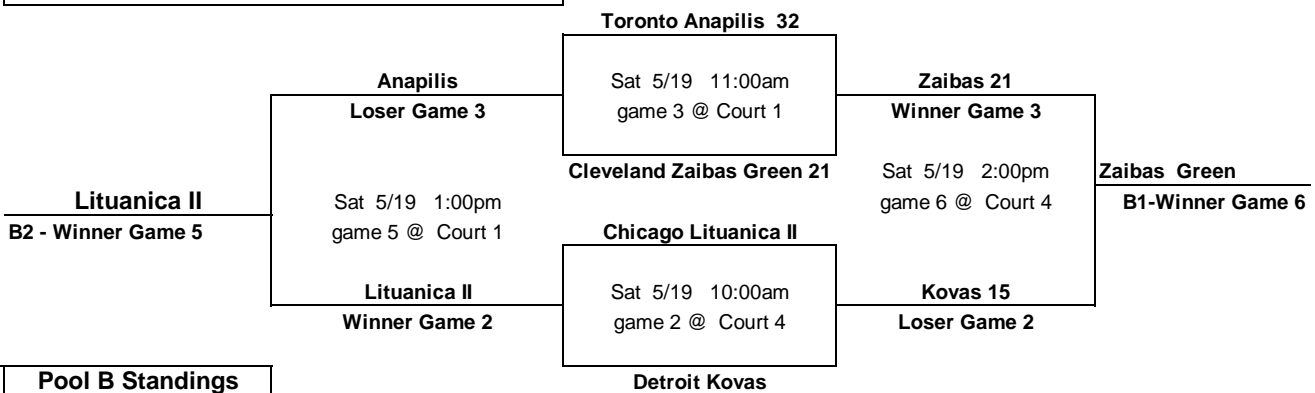 Toronto Anapilis 32
Anapilis
Sat 5/19 11:00am
Zaibas 21
Loser Game 3
game 3 @ Court 1
Winner Game 3
Cleveland Zaibas Green 21
Sat 5/19 2:00pm
Zaibas Green
Lituanica II
Sat 5/19 1:00pm
game 6 @ Court 4
B1-Winner Game 6
B2 - Winner Game 5
game 5 @ Court 1
Chicago Lituanica II
Lituanica II
Sat 5/19 10:00am
Kovas 15
Winner Game 2
game 2 @ Court 4
Loser Game 2
Pool B Standings
Detroit Kovas